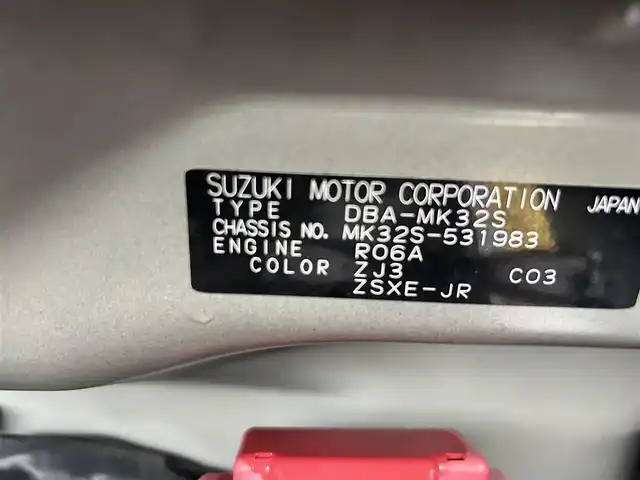 SUZUKI MOTOR CORPORATION JAPAN
TYPE DBA-MK32S
CHASSIS NO. MK32S-531983
ENGINE R06A
COLOR ZJ3 C03
ZSXE-JR